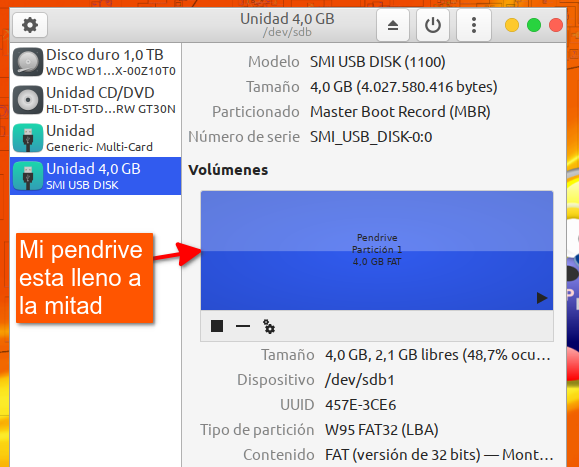 Unidad 4,0 GB
/dev/sdb
Disco duro 1,0 TB
WDC WD1...X-00Z10T0
Unidad CD/DVD
HL-DT-STD...RW GT30N
Unidad
Generic- Multi-Card
Unidad 4,0 GB
SMI USB DISK
Modelo SMI USB DISK (1100)
Tamaño 4,0 GB (4.027.580.416 bytes)
Particionado Master Boot Record (MBR)
Número de serie SMI_USB_DISK-0:0
Volúmenes
Pendrive
Partición 1
4,0 GB FAT
Mi pendrive
esta lleno a
la mitad
Tamaño 4,0 GB, 2,1 GB libres (48,7% ocu...
Dispositivo /dev/sdb1
UUID 457E-3CE6
Tipo de partición W95 FAT32 (LBA)
Contenido FAT (versión de 32 bits) — Mont...